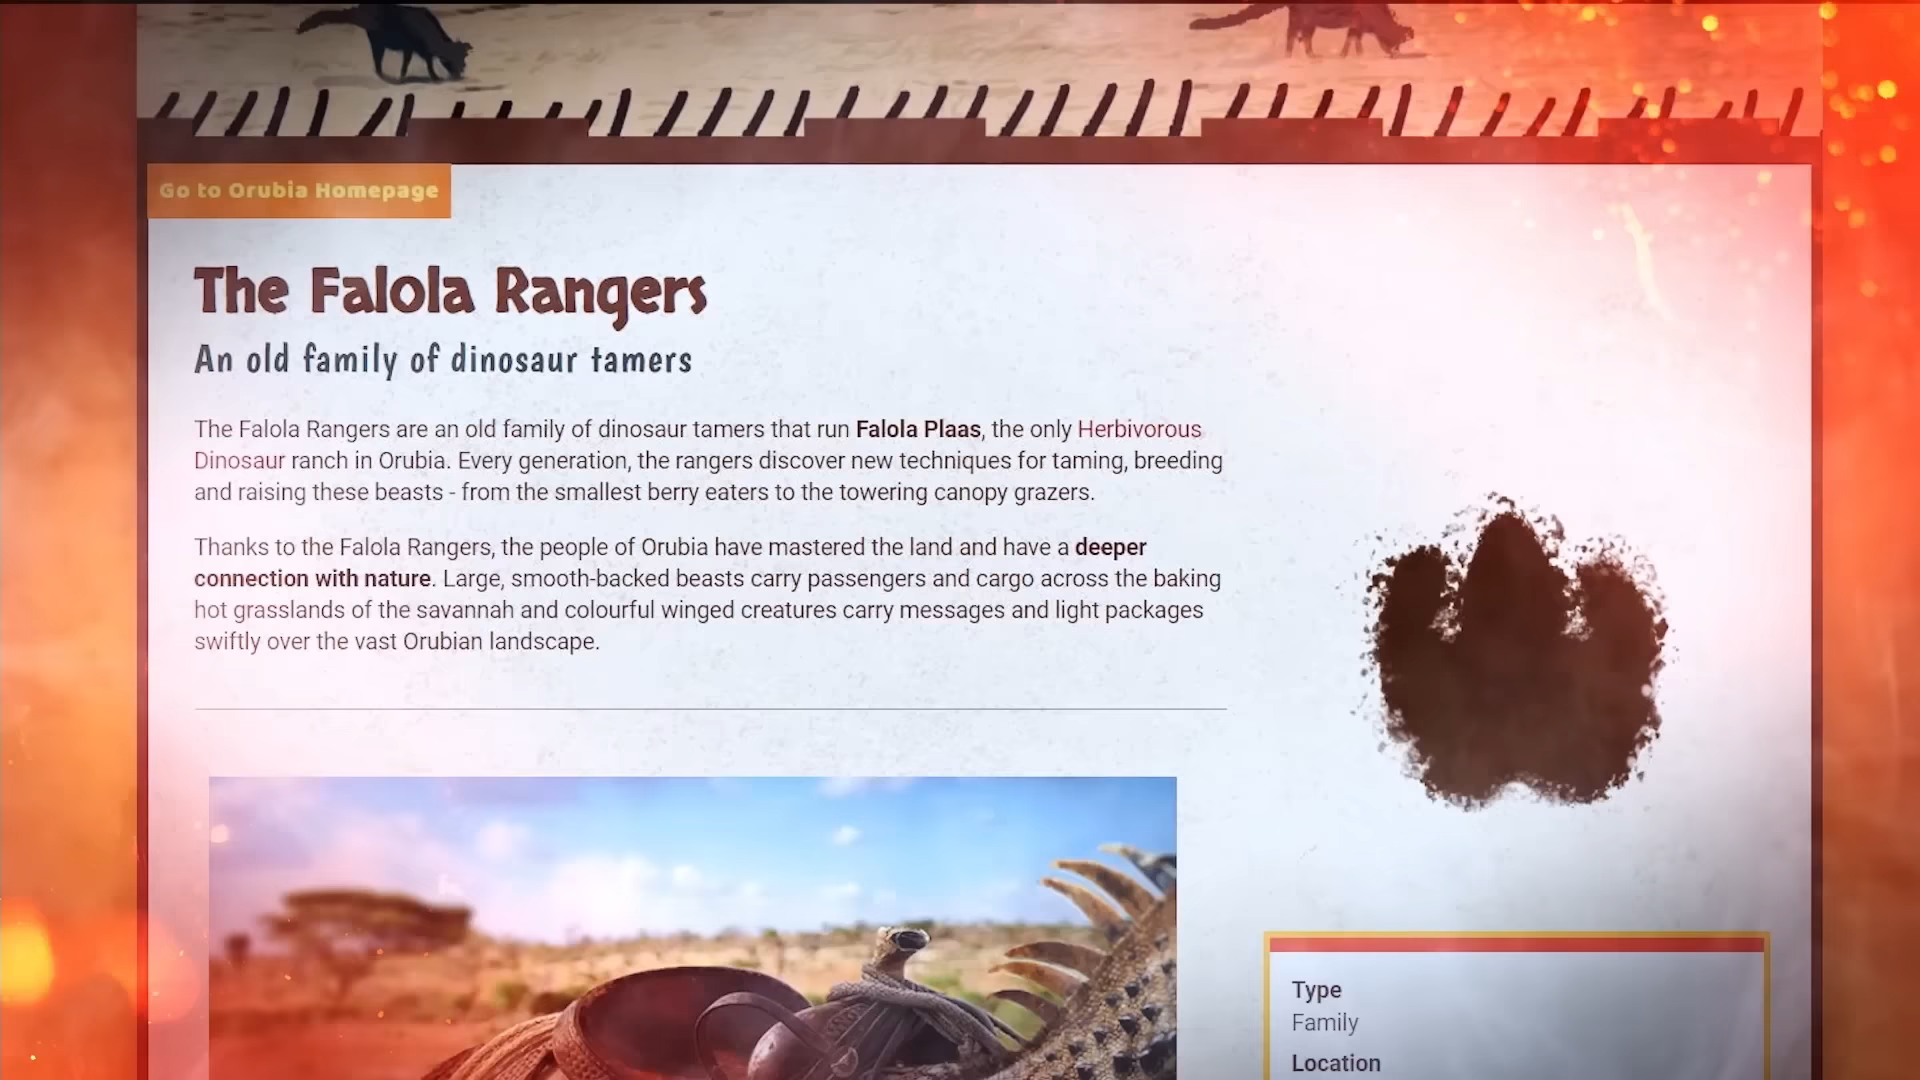 Go to Orubia Homepage
The Falola Rangers
An old family of dinosaur tamers
The Falola Rangers are an old family of dinosaur tamers that run Falola Plaas, the only Herbivorous
Dinosaur ranch in Orubia. Every generation, the rangers discover new techniques for taming, breeding
and raising these beasts - from the smallest berry eaters to the towering canopy grazers.
Thanks to the Falola Rangers, the people of Orubia have mastered the land and have a deeper
connection with nature. Large, smooth-backed beasts carry passengers and cargo across the baking
hot grasslands of the savannah and colourful winged creatures carry messages and light packages
swiftly over the vast Orubian landscape.
Type
Family
Location